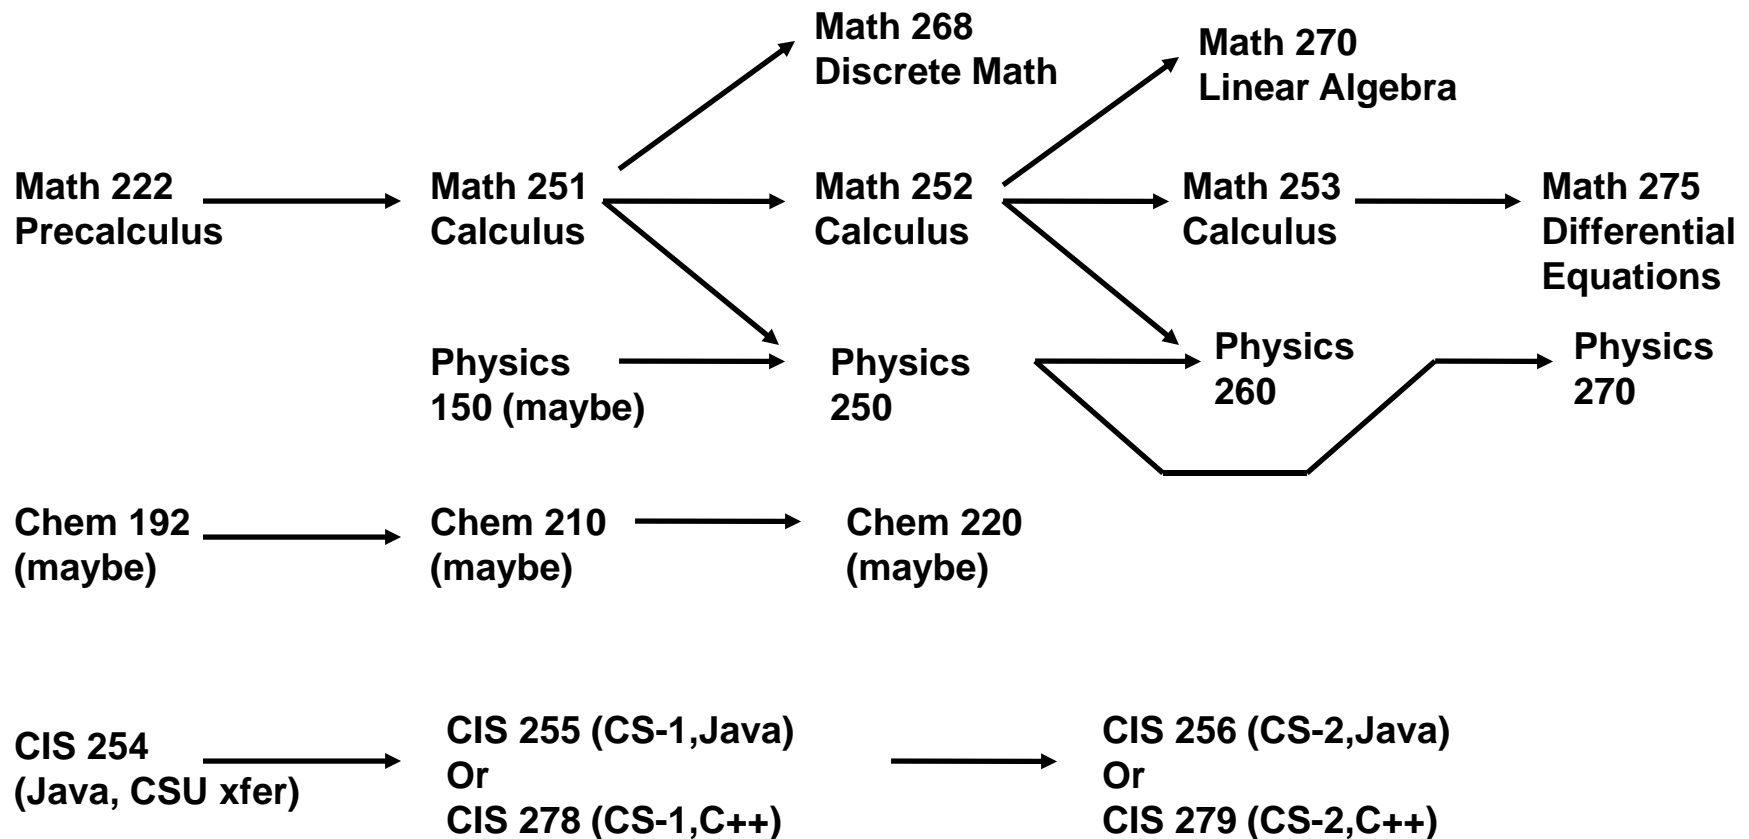 Math 268
Discrete Math
Math 270
Linear Algebra
Math 222
Precalculus
Math 251
Calculus
Math 252
Calculus
Math 253
Calculus
Math 275
Differential
Equations
Physics
150 (maybe)
Physics
250
Physics
260
Physics
270
Chem 192
(maybe)
Chem 210
(maybe)
Chem 220
(maybe)
CIS 254
(Java, CSU xfer)
CIS 255 (CS-1,Java)
Or
CIS 278 (CS-1,C++)
CIS 256 (CS-2,Java)
Or
CIS 279 (CS-2,C++)